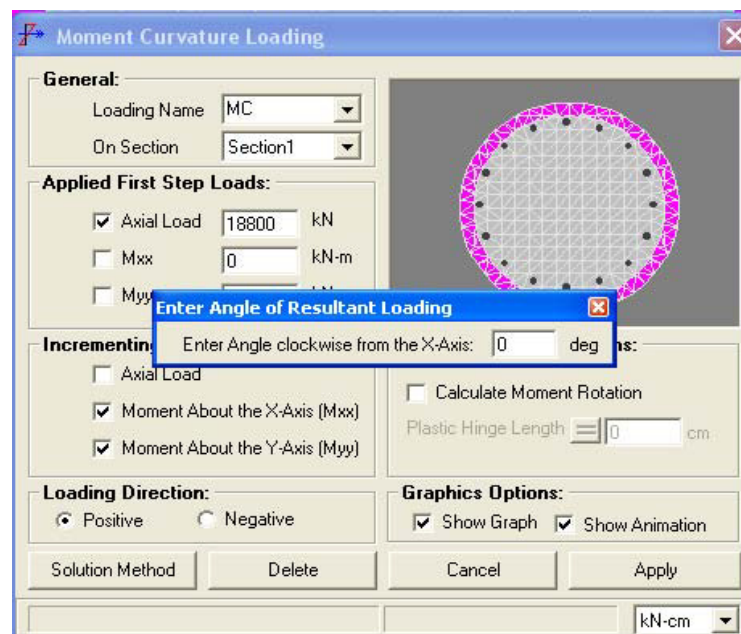 Moment Curvature Loading
General:
Loading Name MC
On Section Section1
Applied First Step Loads:
Axial Load 18800 kN
Mxx 0 kN-m
Myy
Enter Angle of Resultant Loading
Enter Angle clockwise from the X-Axis: 0 deg
Incrementing
Axial Load
Moment About the X-Axis (Mxx)
Moment About the Y-Axis (Myy)
Calculate Moment Rotation
Plastic Hinge Length 0 cm
Loading Direction:
Positive Negative
Graphics Options:
Show Graph Show Animation
Solution Method Delete Cancel Apply
kN-cm